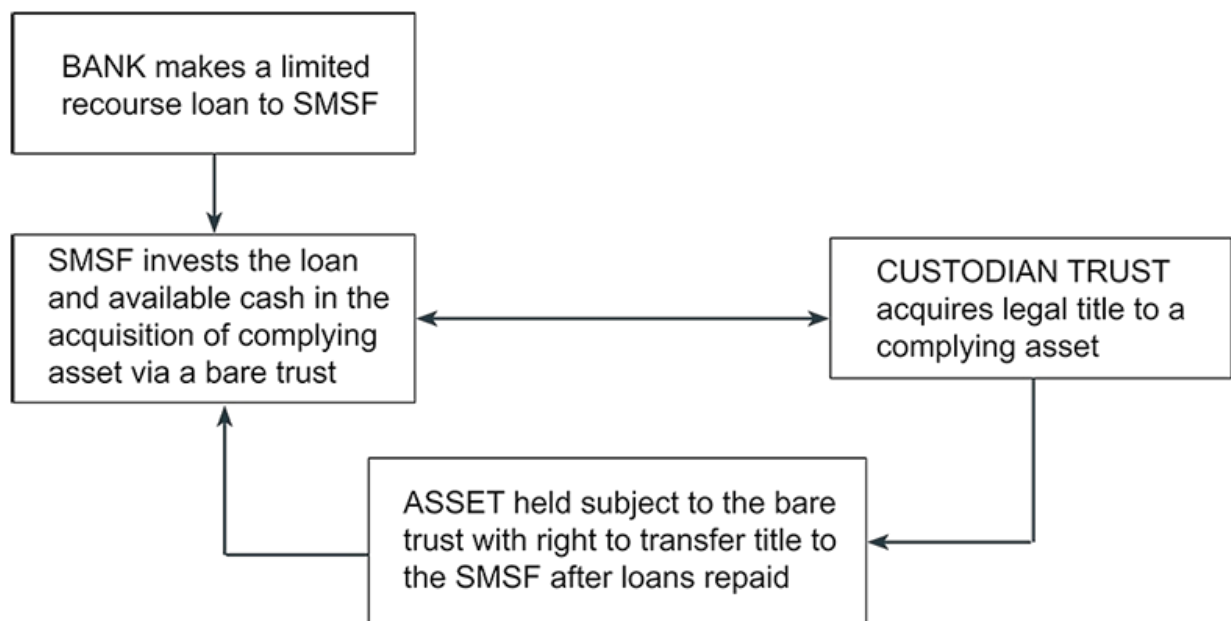 BANK makes a limited
recourse loan to SMSF
SMSF invests the loan
and available cash in the
acquisition of complying
asset via a bare trust
CUSTODIAN TRUST
acquires legal title to a
complying asset
ASSET held subject to the bare
trust with right to transfer title to
the SMSF after loans repaid